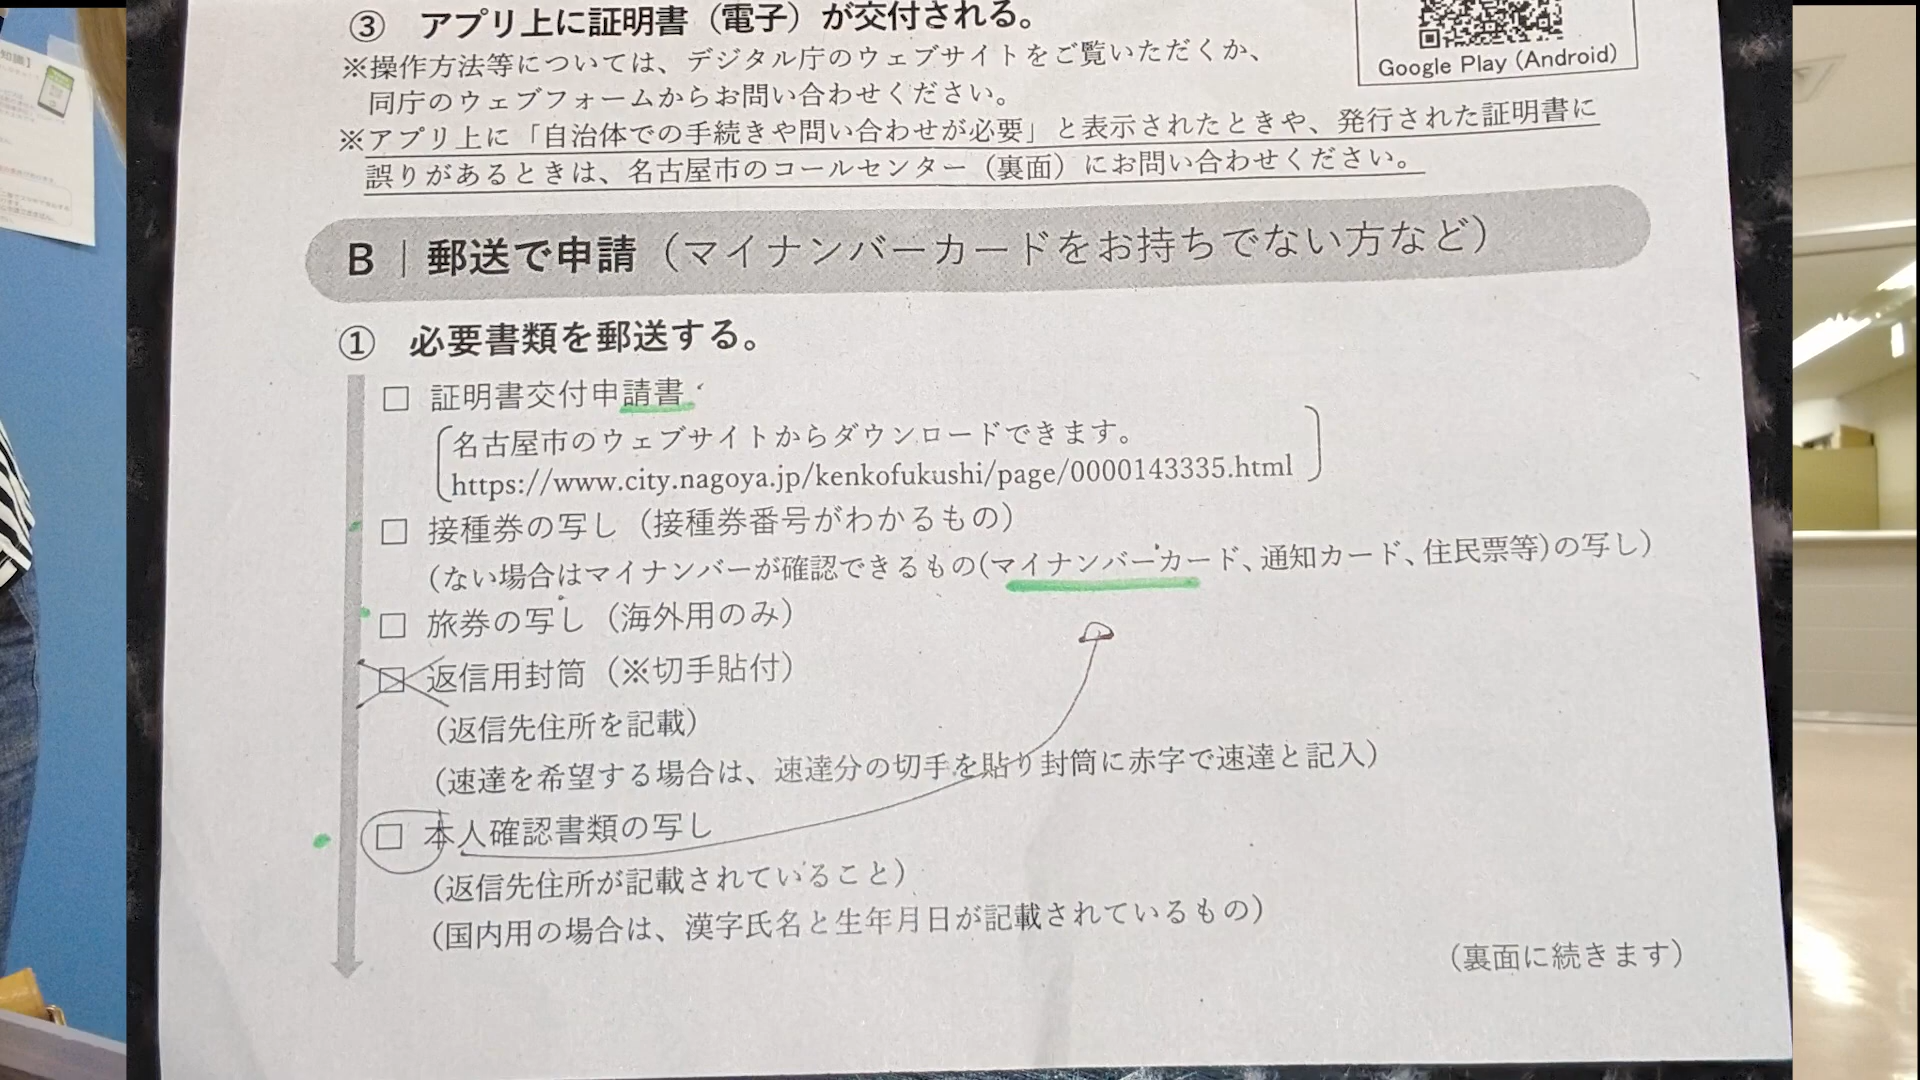 知識】
③ アプリ上に証明書（電子）が交付される。
※操作方法等については、デジタル庁のウェブサイトをご覧いただくか、
同庁のウェブフォームからお問い合わせください。
Google Play (Android)
※アプリ上に「自治体での手続きや問い合わせが必要」と表示されたときや、発行された証明書に
誤りがあるときは、名古屋市のコールセンター（裏面）にお問い合わせください。
B｜郵送で申請（マイナンバーカードをお持ちでない方など）
① 必要書類を郵送する。
□ 証明書交付申請書
名古屋市のウェブサイトからダウンロードできます。
https://www.city.nagoya.jp/kenkofukushi/page/0000143335.html
□ 接種券の写し（接種券番号がわかるもの）
(ない場合はマイナンバーが確認できるもの(マイナンバーカード、通知カード、住民票等)の写し)
□ 旅券の写し（海外用のみ）
□ 返信用封筒（※切手貼付）
(返信先住所を記載)
(速達を希望する場合は、速達分の切手を貼り封筒に赤字で速達と記入)
□ 本人確認書類の写し
(返信先住所が記載されていること)
(国内用の場合は、漢字氏名と生年月日が記載されているもの)
（裏面に続きます）